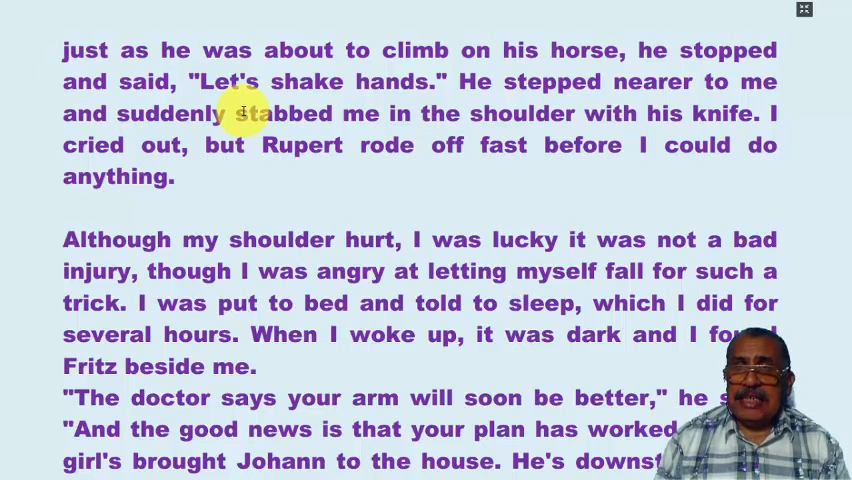 just as he was about to climb on his horse, he stopped
and said, "Let's shake hands." He stepped nearer to me
and suddenly stabbed me in the shoulder with his knife. I
cried out, but Rupert rode off fast before I could do
anything.
Although my shoulder hurt, I was lucky it was not a bad
injury, though I was angry at letting myself fall for such a
trick. I was put to bed and told to sleep, which I did for
several hours. When I woke up, it was dark and I
Fritz beside me.
"The doctor says your arm will soon be better," he
"And the good news is that your plan has worked
girl's brought Johann to the house. He's